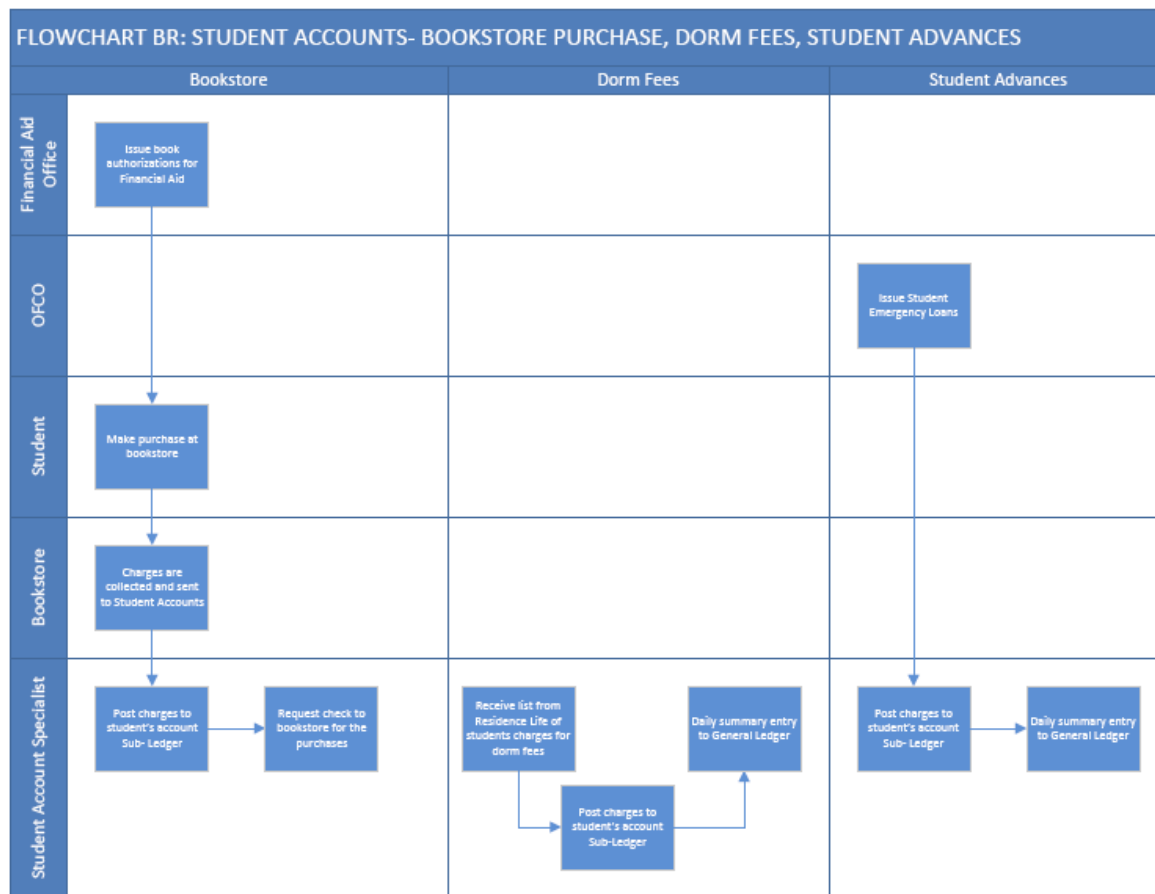 FLOWCHART BR: STUDENT ACCOUNTS- BOOKSTORE PURCHASE, DORM FEES, STUDENT ADVANCES
Bookstore
Dorm Fees
Student Advances
Financial Aid
Office
Issue book
authorizations for
Financial Aid
OFCO
Issue Student
Emergency Loans
Student
Make purchase at
bookstore
Bookstore
Charges are
collected and sent
to Student Accounts
Student Account Specialist
Post charges to
student's account
Sub- Ledger
Request check to
bookstore for the
purchases
Receive list from
Residence Life of
students charges for
dorm fees
Post charges to
student's account
Sub-Ledger
Daily summary entry
to General Ledger
Post charges to
student's account
Sub- Ledger
Daily summary entry
to General Ledger